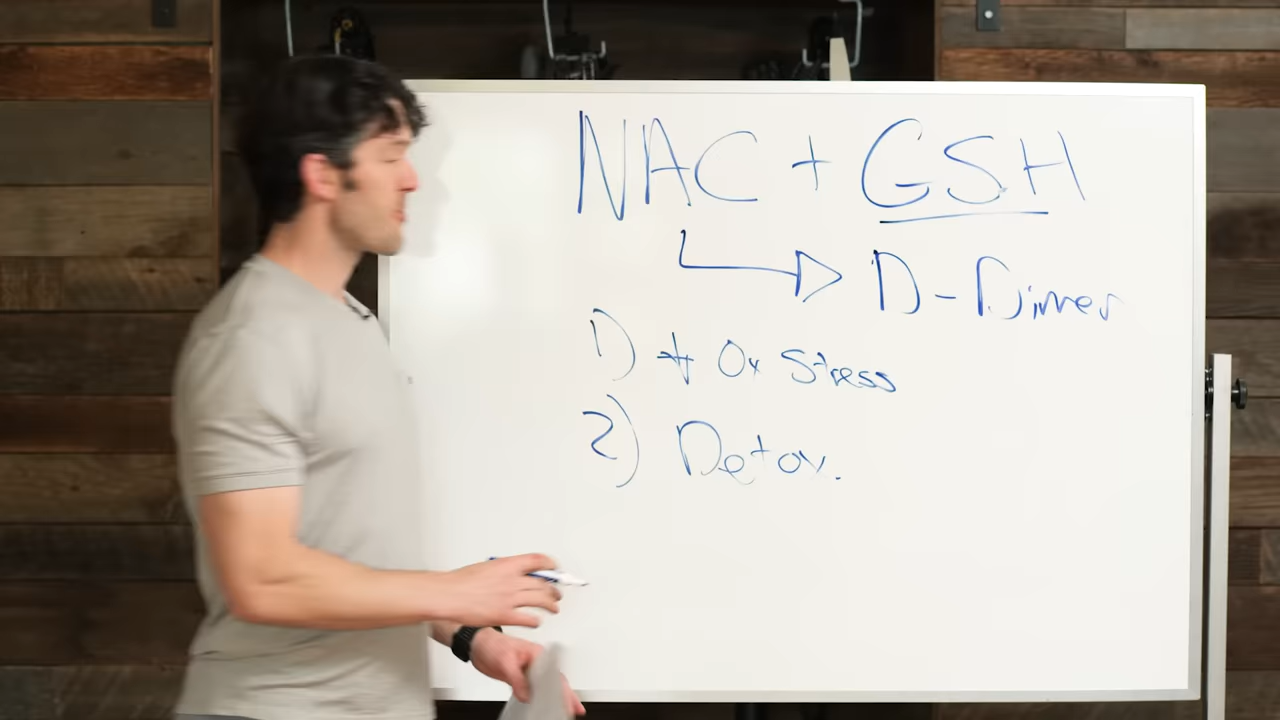 NAC + GSH
D-Dimer
1) ↓ Ox Stress
2) Detox.